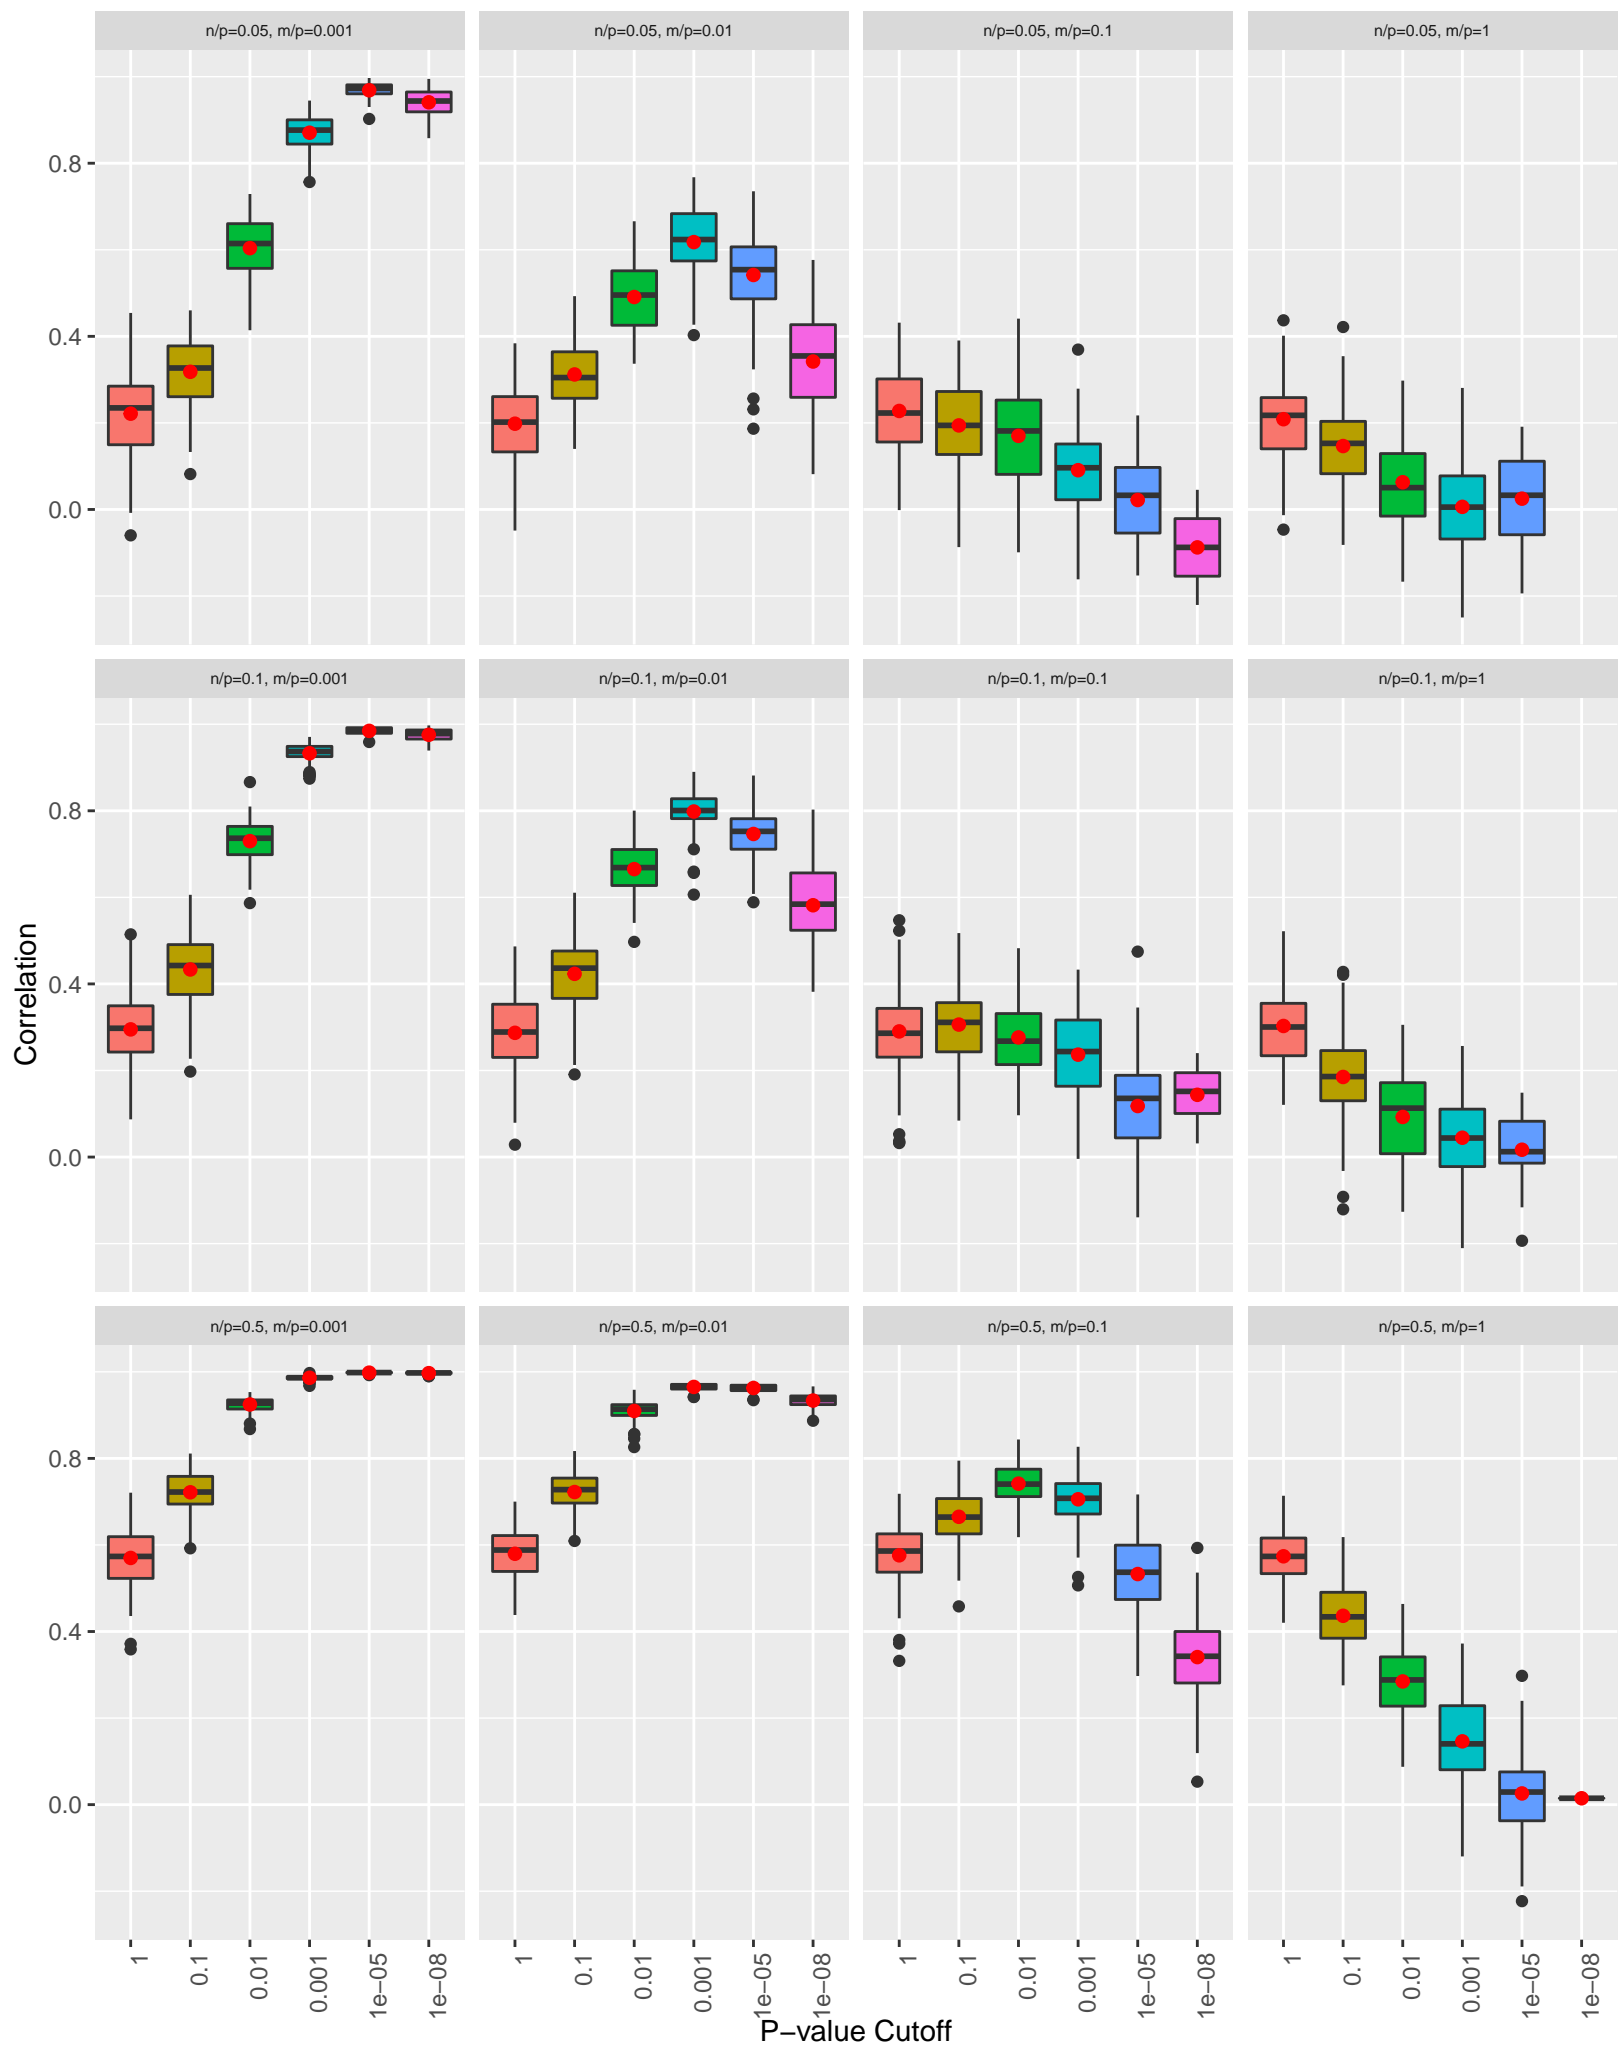 n/p=0.05, m/p=0.001
n/p=0.05, m/p=0.01
n/p=0.05, m/p=0.1
n/p=0.05, m/p=1
0.8
0.4
0.0
n/p=0.1, m/p=0.001
n/p=0.1, m/p=0.01
n/p=0.1, m/p=0.1
n/p=0.1, m/p=1
0.8
0.4
0.0
Correlation
n/p=0.5, m/p=0.001
n/p=0.5, m/p=0.01
n/p=0.5, m/p=0.1
n/p=0.5, m/p=1
0.8
0.4
0.0
1
0.1
0.01
0.001
1e−05
1e−08
1
0.1
0.01
0.001
1e−05
1e−08
1
0.1
0.01
0.001
1e−05
1e−08
1
0.1
0.01
0.001
1e−05
1e−08
P−value Cutoff